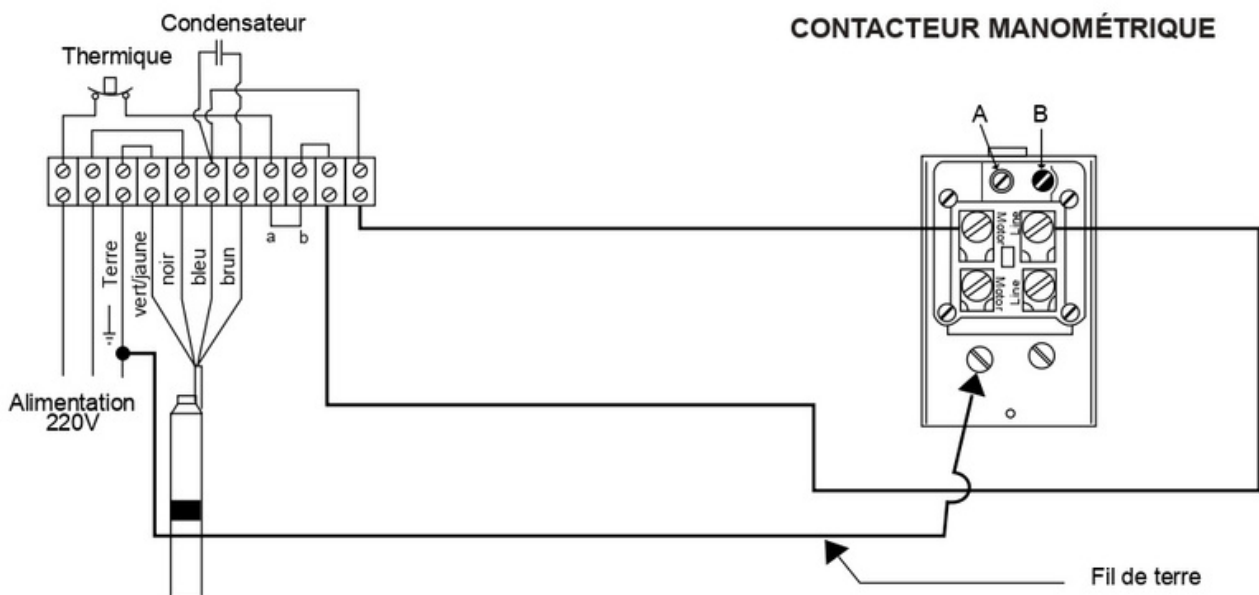 Condensateur
CONTACTEUR MANOMÉTRIQUE
Thermique
A
B
a
b
Terre
vert/jaune
noir
bleu
brun
Motor
Line
Motor
Line
Alimentation
220V
Fil de terre